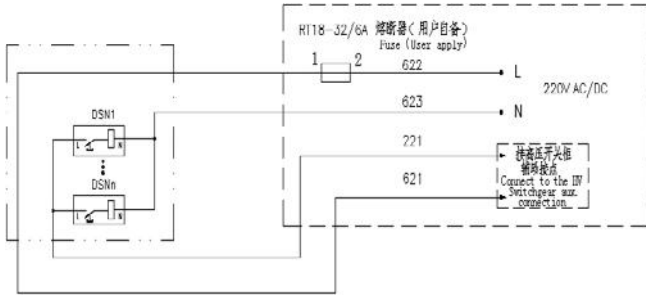 RT18-32/6A 熔断器(用户自备)
Fuse (User apply)
1 2
622
L
220V AC/DC
623
N
DSN1
L N
221
接高压开关柜
辅助接点
Connect to the HV
Switchgear aux.
connection
621
DSNn
L N